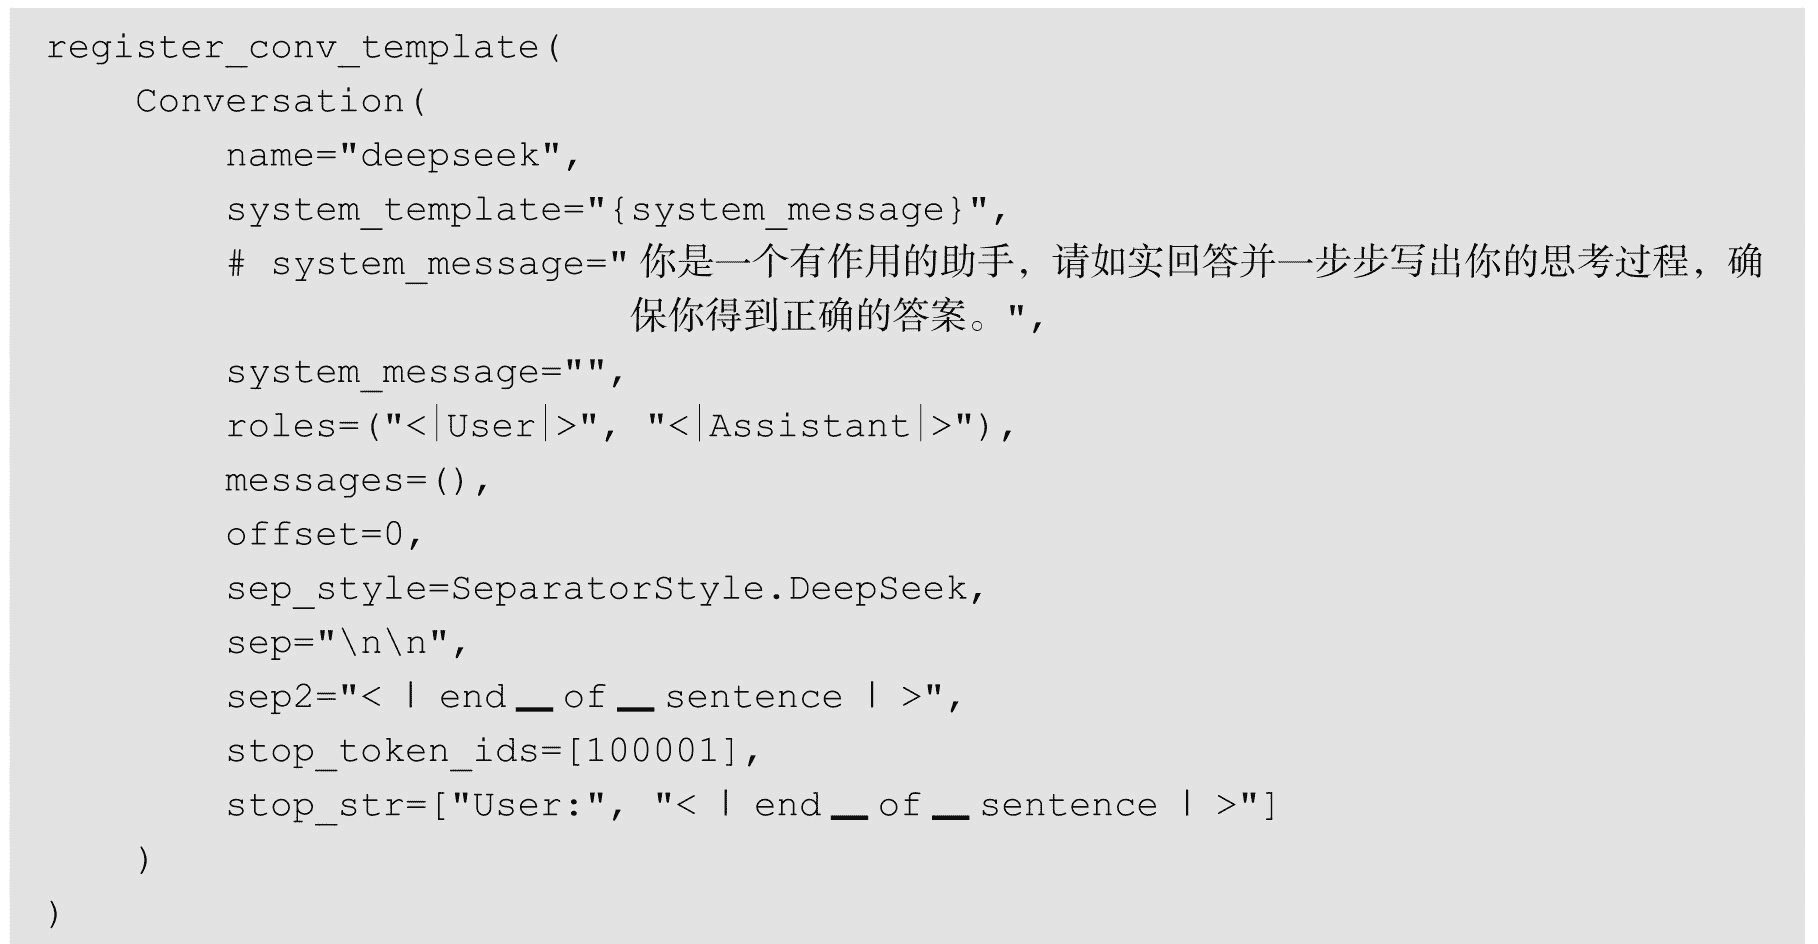 register_conv_template(
    Conversation(
        name="deepseek",
        system_template="{system_message}",
        # system_message="你是一个有作用的助手，请如实回答并一步步写出你的思考过程，确
                          保你得到正确的答案。",
        system_message="",
        roles=("<|User|>", "<|Assistant|>"),
        messages=(),
        offset=0,
        sep_style=SeparatorStyle.DeepSeek,
        sep="\n\n",
        sep2="< | end▁of▁sentence | >",
        stop_token_ids=[100001],
        stop_str=["User:", "< | end▁of▁sentence | >"]
    )
)